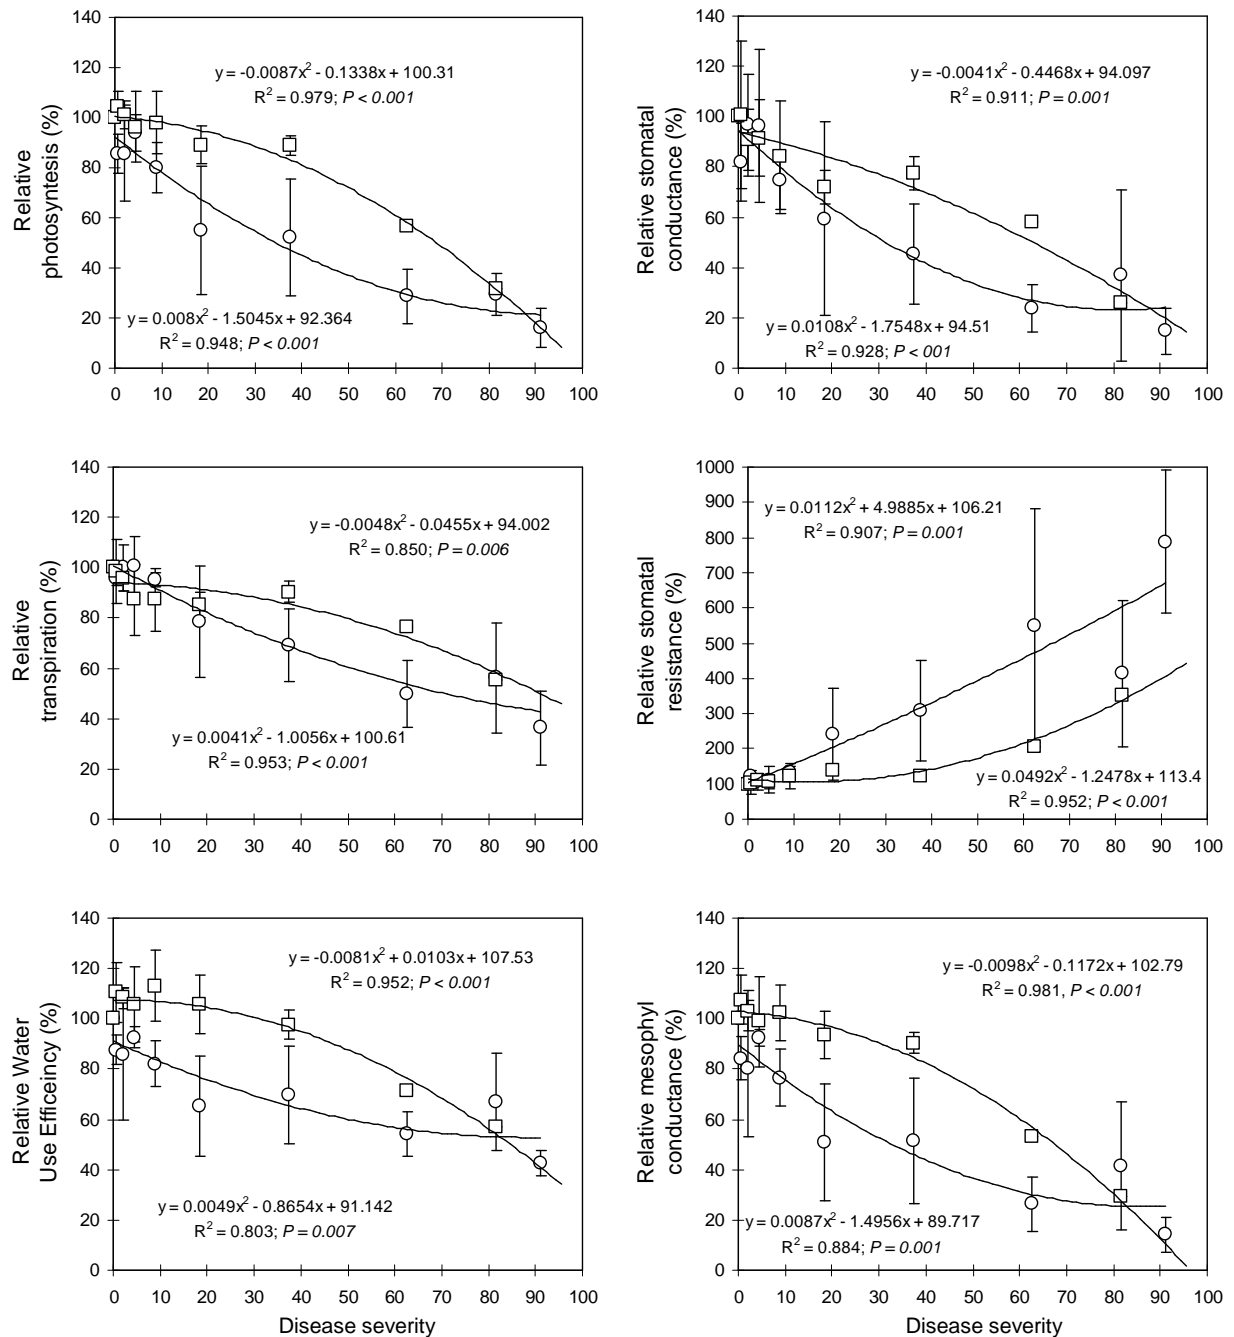 140
120
100
80
60
40
20
0
Relative
photosyntesis (%)
y = -0.0087x² - 0.1338x + 100.31
R² = 0.979; P < 0.001
y = 0.008x² - 1.5045x + 92.364
R² = 0.948; P < 0.001
0 10 20 30 40 50 60 70 80 90 100
140
120
100
80
60
40
20
0
Relative stomatal
conductance (%)
y = -0.0041x² - 0.4468x + 94.097
R² = 0.911; P = 0.001
y = 0.0108x² - 1.7548x + 94.51
R² = 0.928; P < 001
0 10 20 30 40 50 60 70 80 90 100
140
120
100
80
60
40
20
0
Relative
transpiration (%)
y = -0.0048x² - 0.0455x + 94.002
R² = 0.850; P = 0.006
y = 0.0041x² - 1.0056x + 100.61
R² = 0.953; P < 0.001
0 10 20 30 40 50 60 70 80 90 100
1000
900
800
700
600
500
400
300
200
100
0
Relative stomatal
resistance (%)
y = 0.0112x² + 4.9885x + 106.21
R² = 0.907; P = 0.001
y = 0.0492x² - 1.2478x + 113.4
R² = 0.952; P < 0.001
0 10 20 30 40 50 60 70 80 90 100
140
120
100
80
60
40
20
0
Relative Water
Use Efficeincy (%)
y = -0.0081x² + 0.0103x + 107.53
R² = 0.952; P < 0.001
y = 0.0049x² - 0.8654x + 91.142
R² = 0.803; P = 0.007
0 10 20 30 40 50 60 70 80 90 100
Disease severity
140
120
100
80
60
40
20
0
Relative mesophyl
conductance (%)
y = -0.0098x² - 0.1172x + 102.79
R² = 0.981, P < 0.001
y = 0.0087x² - 1.4956x + 89.717
R² = 0.884; P = 0.001
0 10 20 30 40 50 60 70 80 90 100
Disease severity